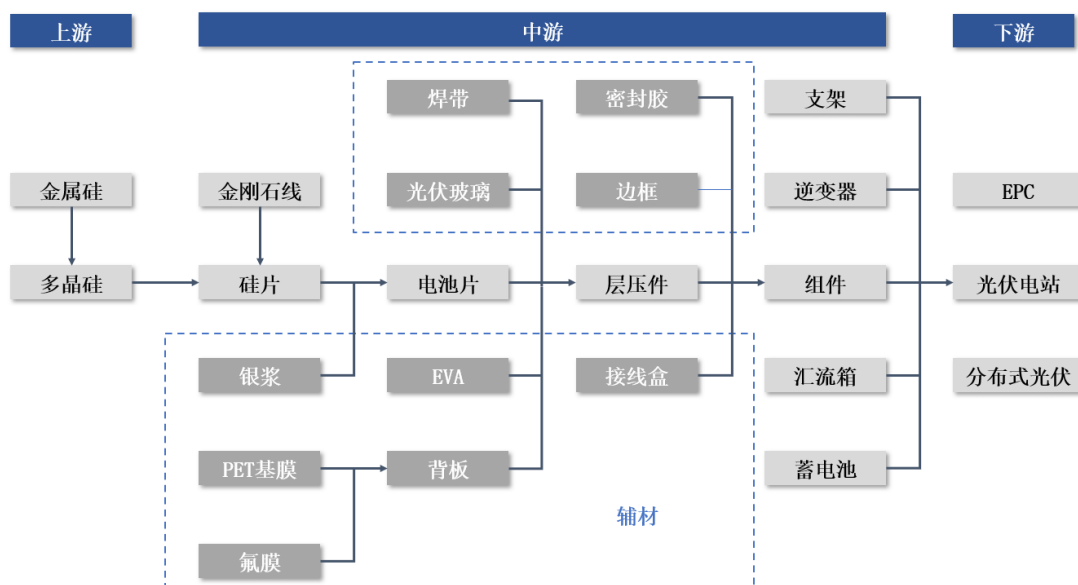 上游
中游
下游
焊带
密封胶
支架
金属硅
金刚石线
光伏玻璃
边框
逆变器
EPC
多晶硅
硅片
电池片
层压件
组件
光伏电站
银浆
EVA
接线盒
汇流箱
分布式光伏
PET基膜
背板
蓄电池
辅材
氟膜